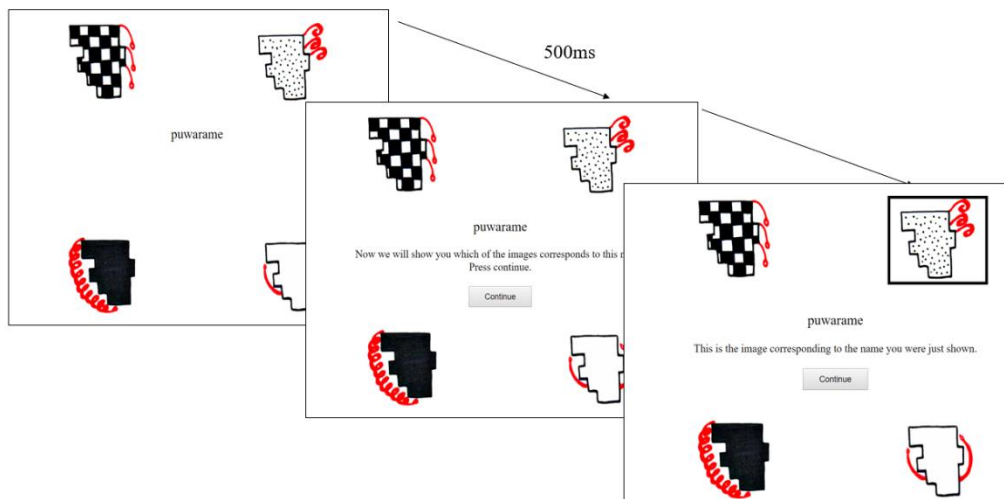 500ms
puwarame
puwarame
Now we will show you which of the images corresponds to this
Press continue.
Continue
puwarame
This is the image corresponding to the name you were just shown.
Continue